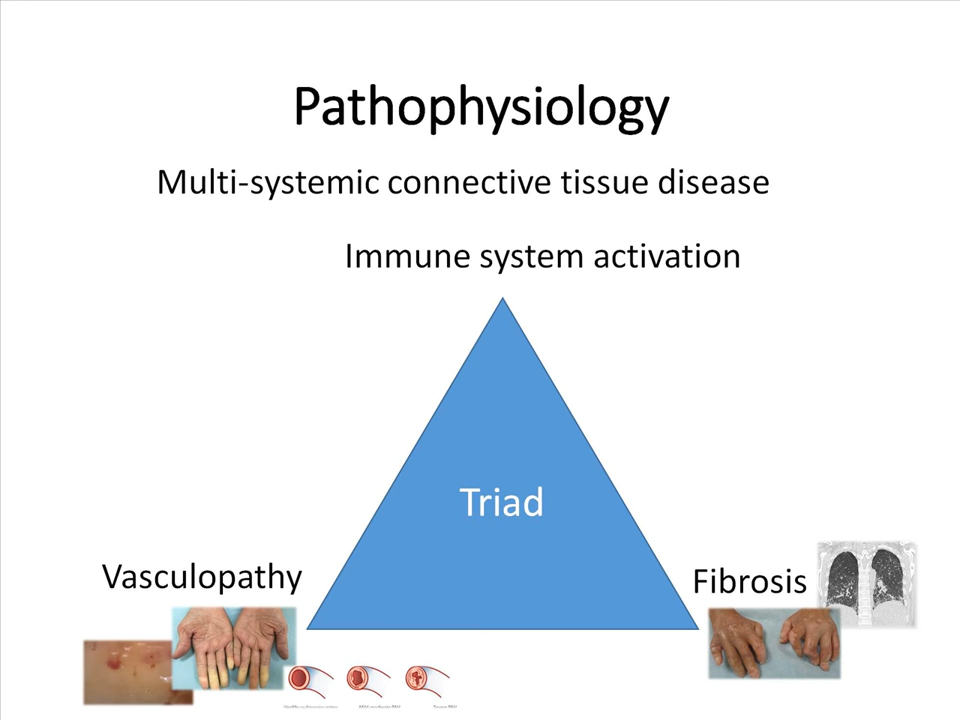 Pathophysiology
Multi-systemic connective tissue disease
Immune system activation
Triad
Vasculopathy
Fibrosis